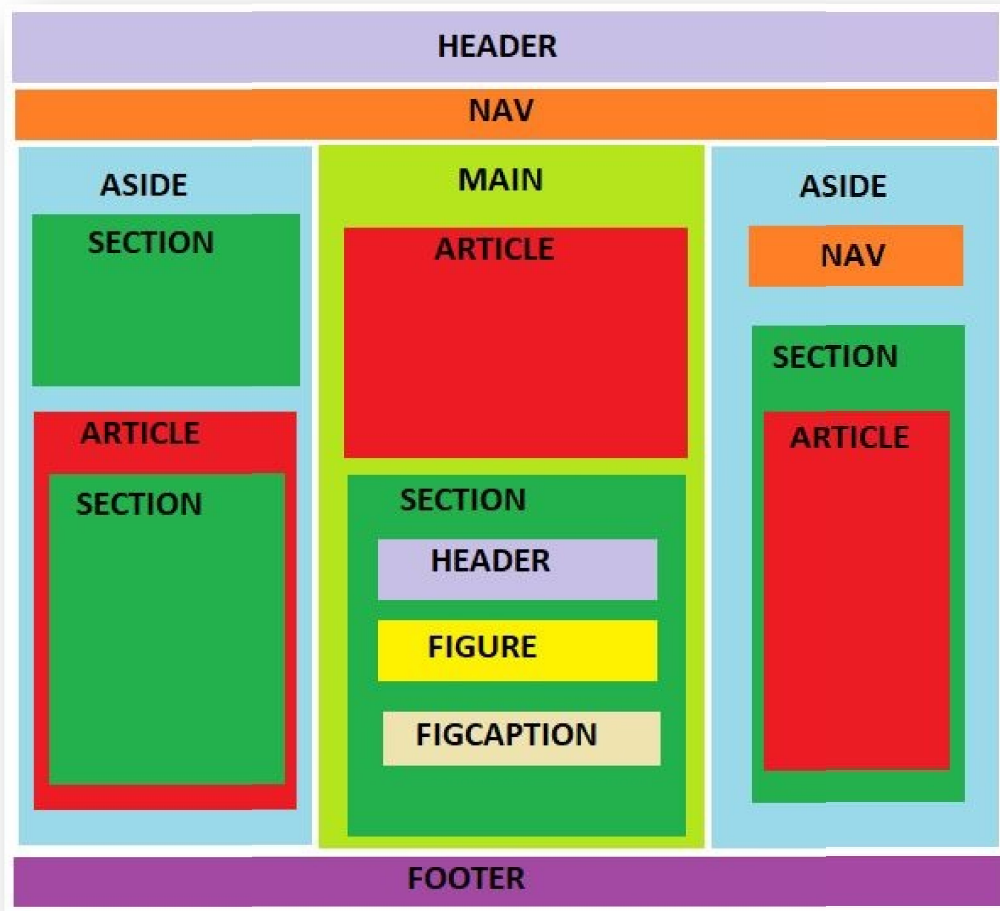 HEADER
NAV
ASIDE
SECTION
ARTICLE
SECTION
MAIN
ARTICLE
SECTION
HEADER
FIGURE
FIGCAPTION
ASIDE
NAV
SECTION
ARTICLE
FOOTER